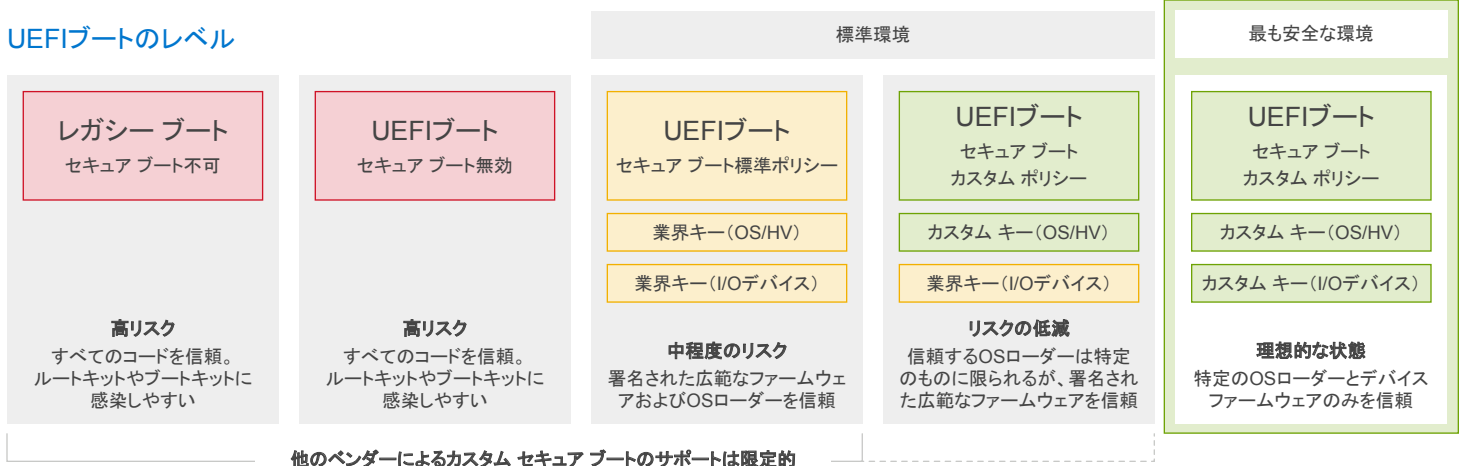 UEFIブートのレベル
標準環境
最も安全な環境
レガシー ブート
セキュア ブート不可
高リスク
すべてのコードを信頼。
ルートキットやブートキットに
感染しやすい
UEFIブート
セキュア ブート無効
高リスク
すべてのコードを信頼。
ルートキットやブートキットに
感染しやすい
UEFIブート
セキュア ブート標準ポリシー
業界キー（OS/HV）
業界キー（I/Oデバイス）
中程度のリスク
署名された広範なファームウェ
アおよびOSローダーを信頼
UEFIブート
セキュア ブート
カスタム ポリシー
カスタム キー（OS/HV）
業界キー（I/Oデバイス）
リスクの低減
信頼するOSローダーは特定
のものに限られるが、署名され
た広範なファームウェアを信頼
UEFIブート
セキュア ブート
カスタム ポリシー
カスタム キー（OS/HV）
カスタム キー（I/Oデバイス）
理想的な状態
特定のOSローダーとデバイス
ファームウェアのみを信頼
他のベンダーによるカスタム セキュア ブートのサポートは限定的